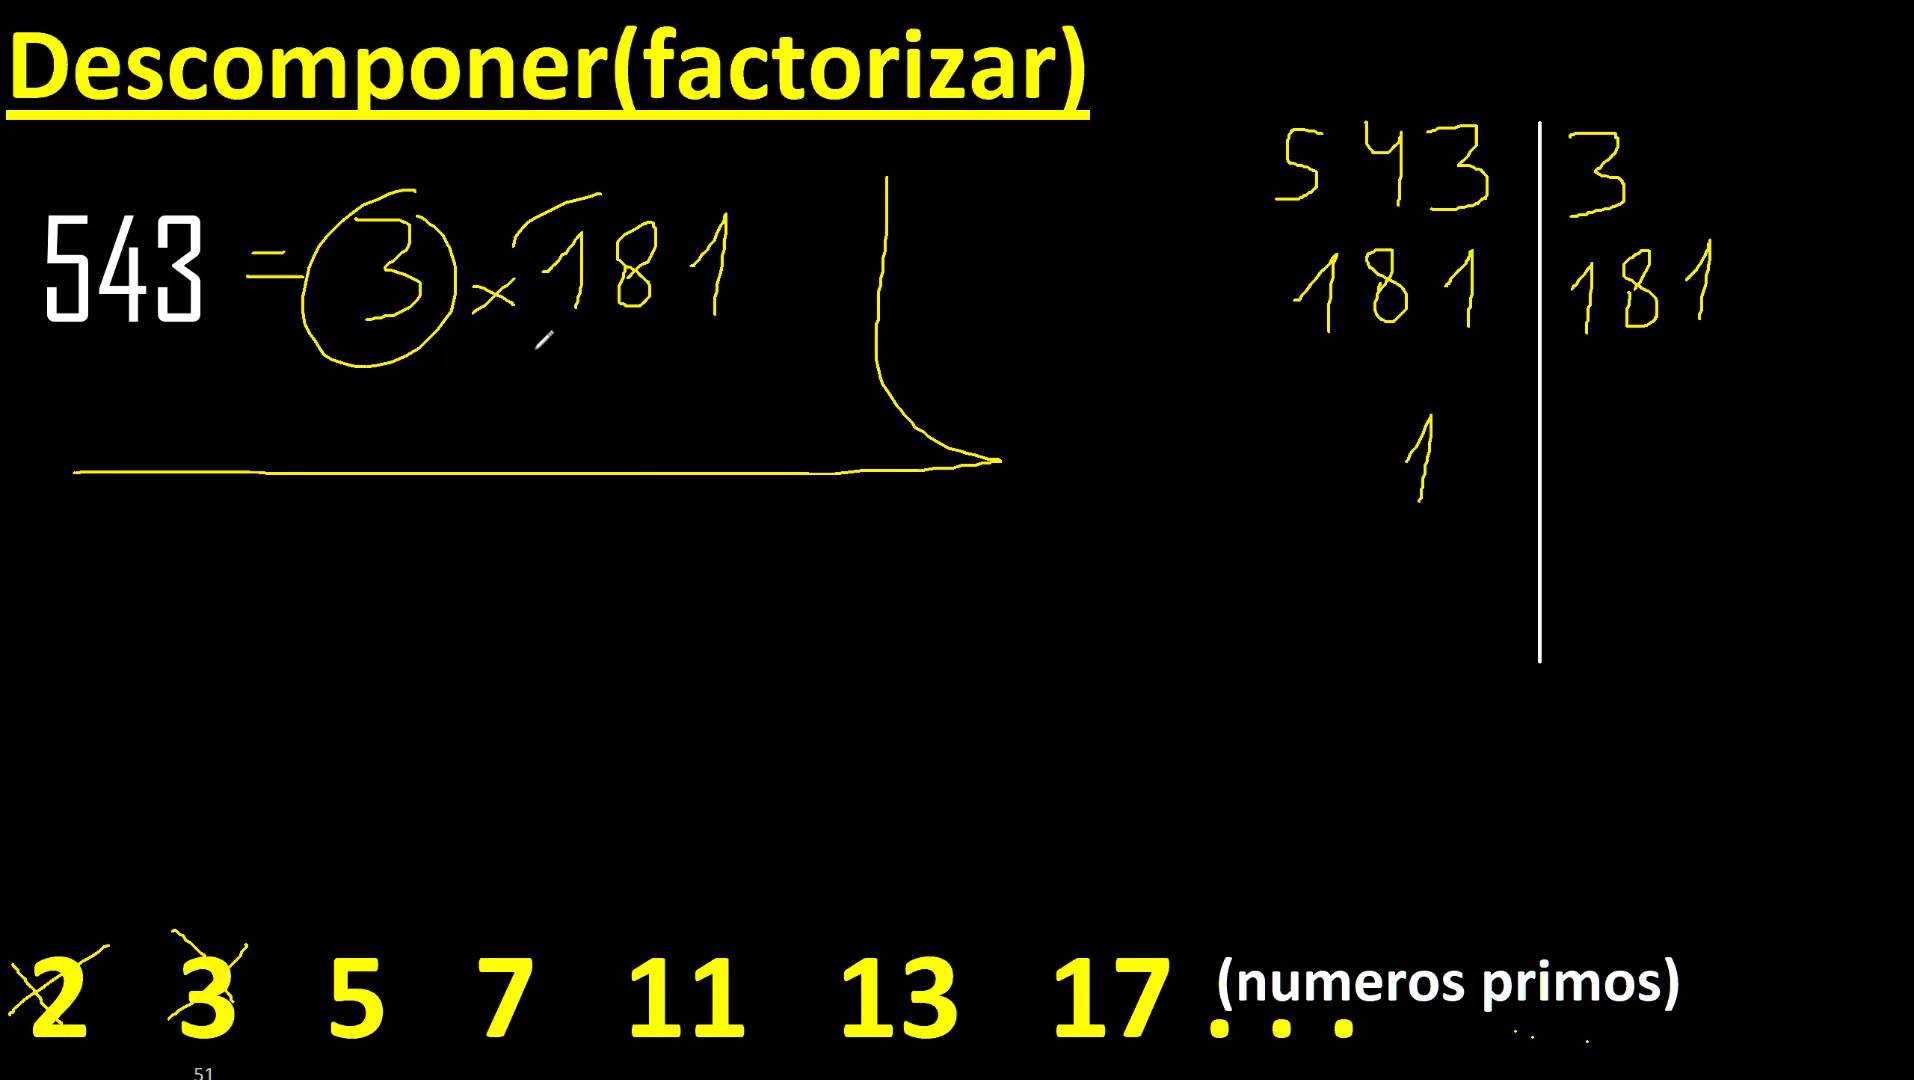 Descomponer(factorizar)
543 = 3 x 181
543 | 3
181 | 181
1
2 3 5 7 11 13 17 . . . (numeros primos)
51